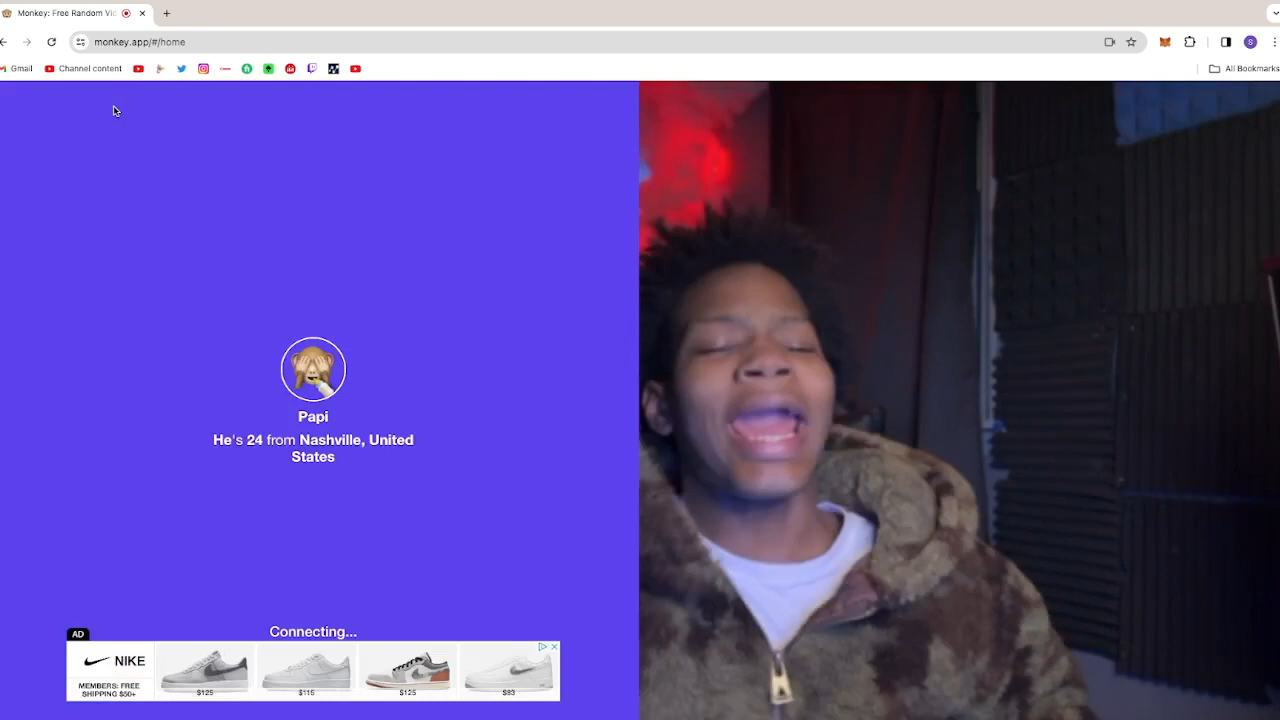 Monkey: Free Random Vic
monkey.app/#/home
S
Gmail
Channel content
All Bookmarks
Papi
He's 24 from Nashville, United
States
Connecting...
AD
NIKE
MEMBERS: FREE
SHIPPING $50+
$125
$115
$125
$83